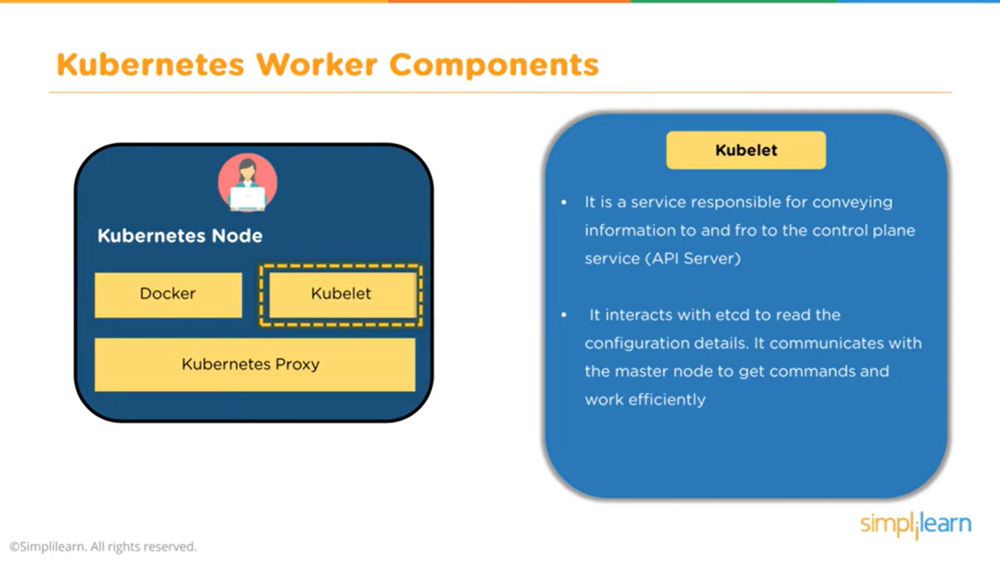 Kubernetes Worker Components
Kubernetes Node
Docker
Kubelet
Kubernetes Proxy
Kubelet
• It is a service responsible for conveying
information to and fro to the control plane
service (API Server)
• It interacts with etcd to read the
configuration details. It communicates with
the master node to get commands and
work efficiently
simplilearn
©Simplilearn. All rights reserved.